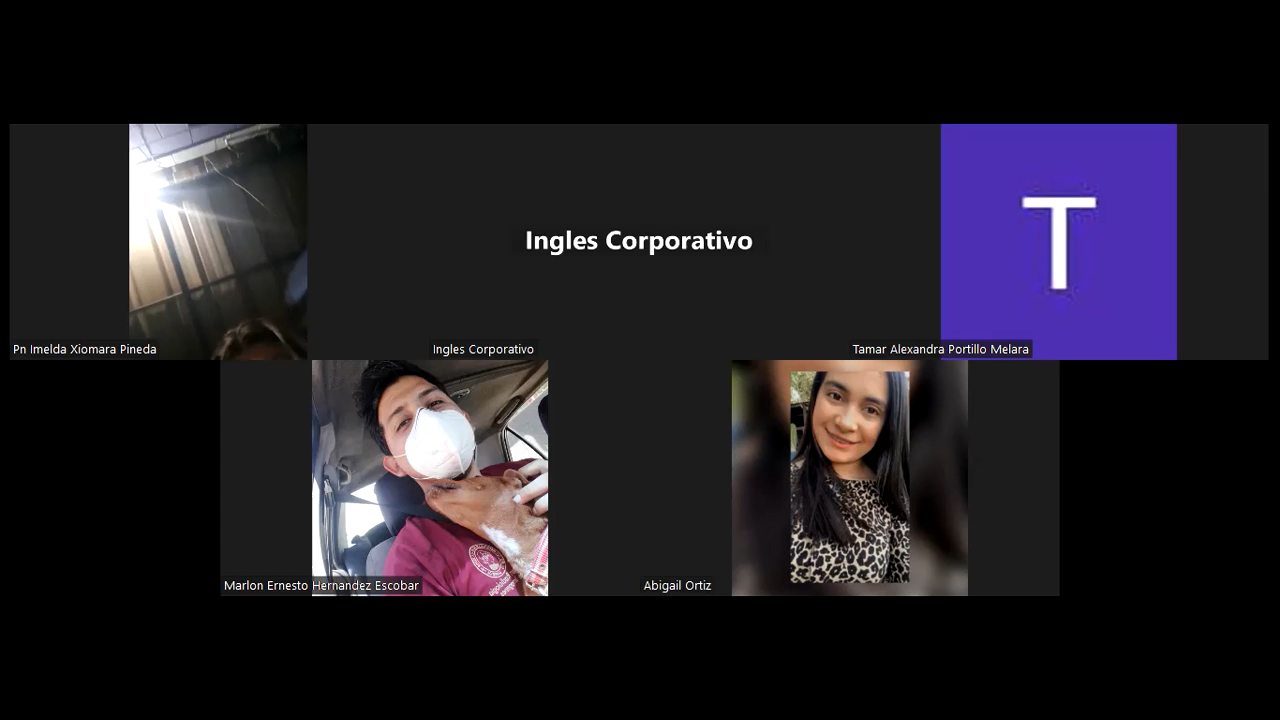 Ingles Corporativo
T
Pn Imelda Xiomara Pineda
Ingles Corporativo
Tamar Alexandra Portillo Melara
Marlon Ernesto Hernandez Escobar
Abigail Ortiz